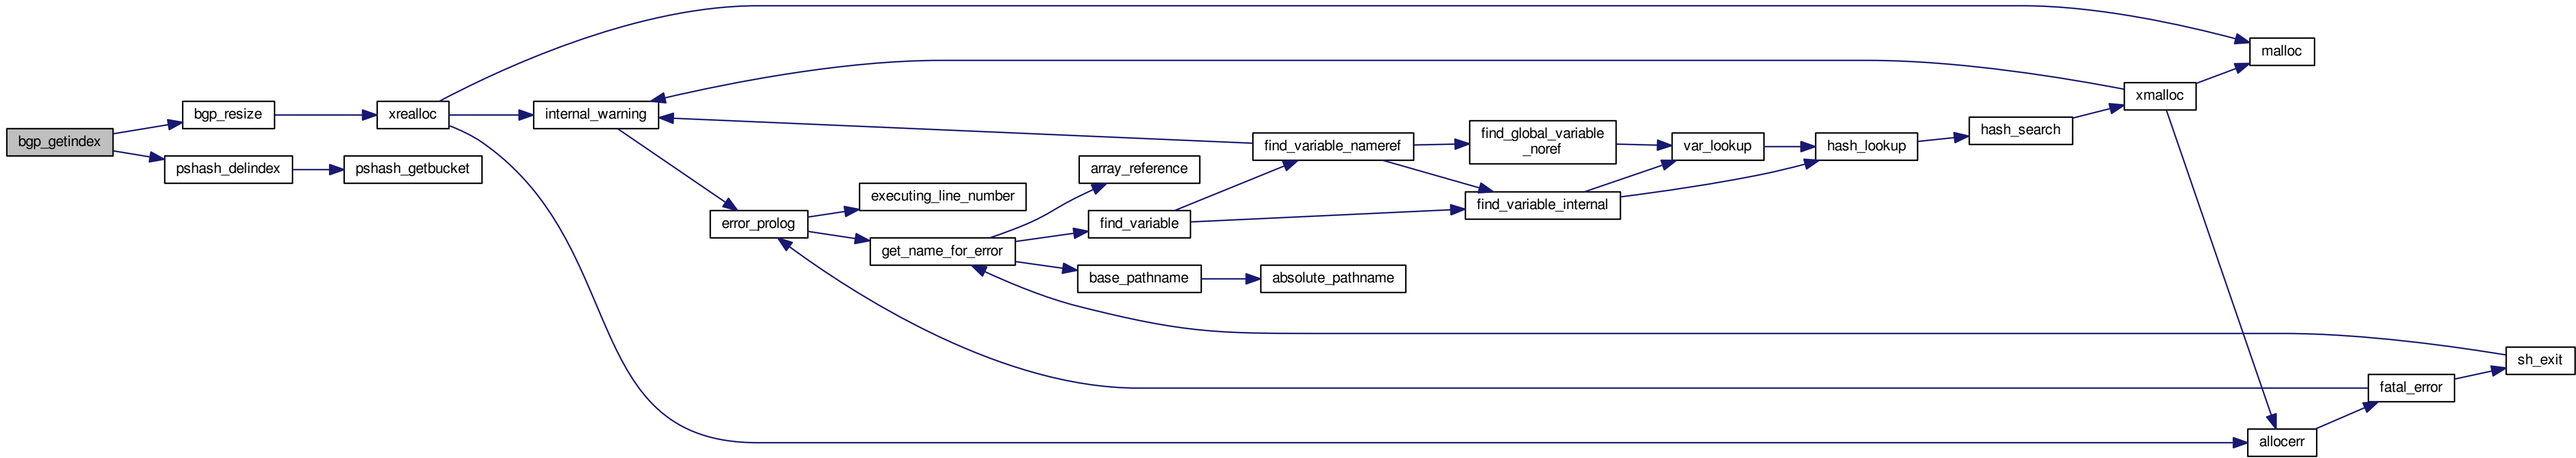 bgp_getindex
bgp_resize
pshash_delindex
xrealloc
pshash_getbucket
internal_warning
error_prolog
executing_line_number
get_name_for_error
array_reference
find_variable
base_pathname
find_variable_nameref
absolute_pathname
find_global_variable
_noref
find_variable_internal
var_lookup
hash_lookup
hash_search
xmalloc
malloc
allocerr
fatal_error
sh_exit